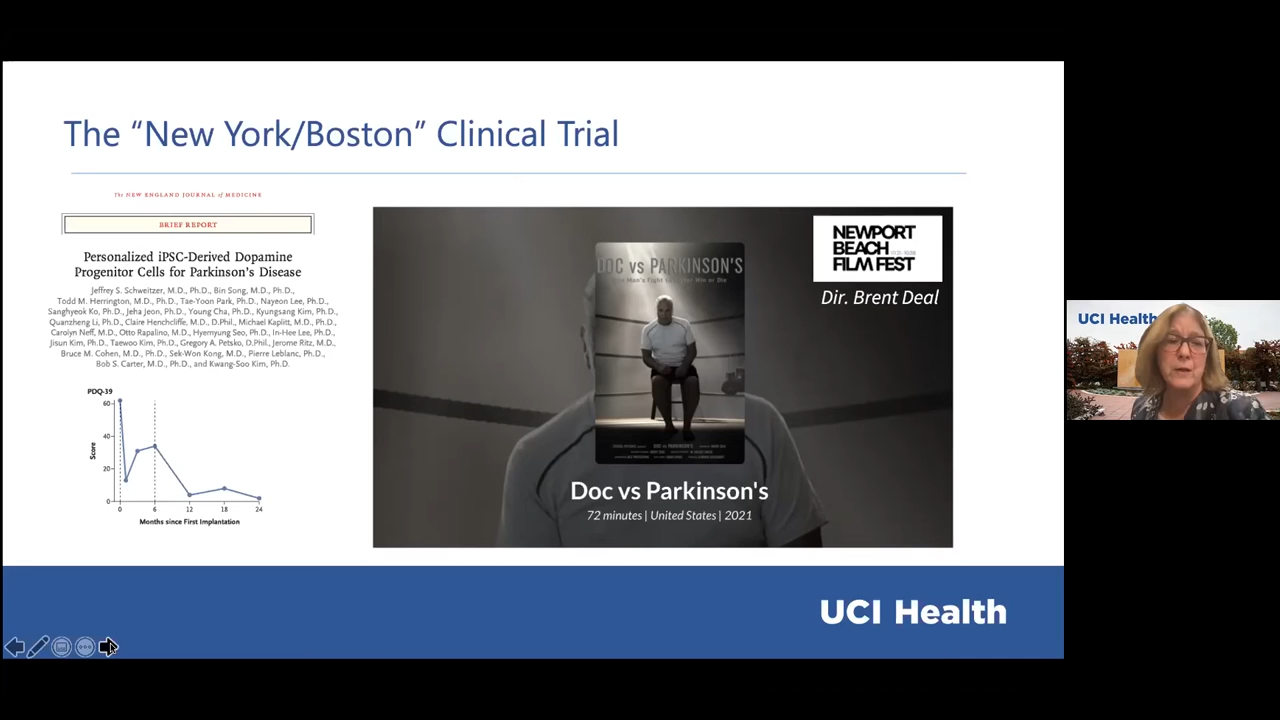 The “New York/Boston” Clinical Trial
The NEW ENGLAND JOURNAL of MEDICINE
BRIEF REPORT
Personalized iPSC-Derived Dopamine
Progenitor Cells for Parkinson's Disease
Jeffrey S. Schweitzer, M.D., Ph.D., Bin Song, M.D., Ph.D.,
Todd M. Herrington, M.D., Ph.D., Tae-Yoon Park, Ph.D., Nayeon Lee, Ph.D.,
Sanghyeok Ko, Ph.D., Jeha Jeon, Ph.D., Young Cha, Ph.D., Kyungsang Kim, Ph.D.,
Quanzheng Li, Ph.D., Claire Henchcliffe, M.D., D.Phil., Michael Kaplitt, M.D., Ph.D.,
Carolyn Neff, M.D., Otto Rapalino, M.D., Hyemyung Seo, Ph.D., In-Hee Lee, Ph.D.,
Jisun Kim, Ph.D., Taewoo Kim, Ph.D., Gregory A. Petsko, D.Phil., Jerome Ritz, M.D.,
Bruce M. Cohen, M.D., Ph.D., Sek-Won Kong, M.D., Pierre Leblanc, Ph.D.,
Bob S. Carter, M.D., Ph.D., and Kwang-Soo Kim, Ph.D.
PDQ-39
60
40
20
0
Score
0 6 12 18 24
Months since First Implantation
NEWPORT
BEACH
FILM FEST
Dir. Brent Deal
DOC vs PARKINSON'S
Doc vs Parkinson's
72 minutes | United States | 2021
UCI Health
UCI Health